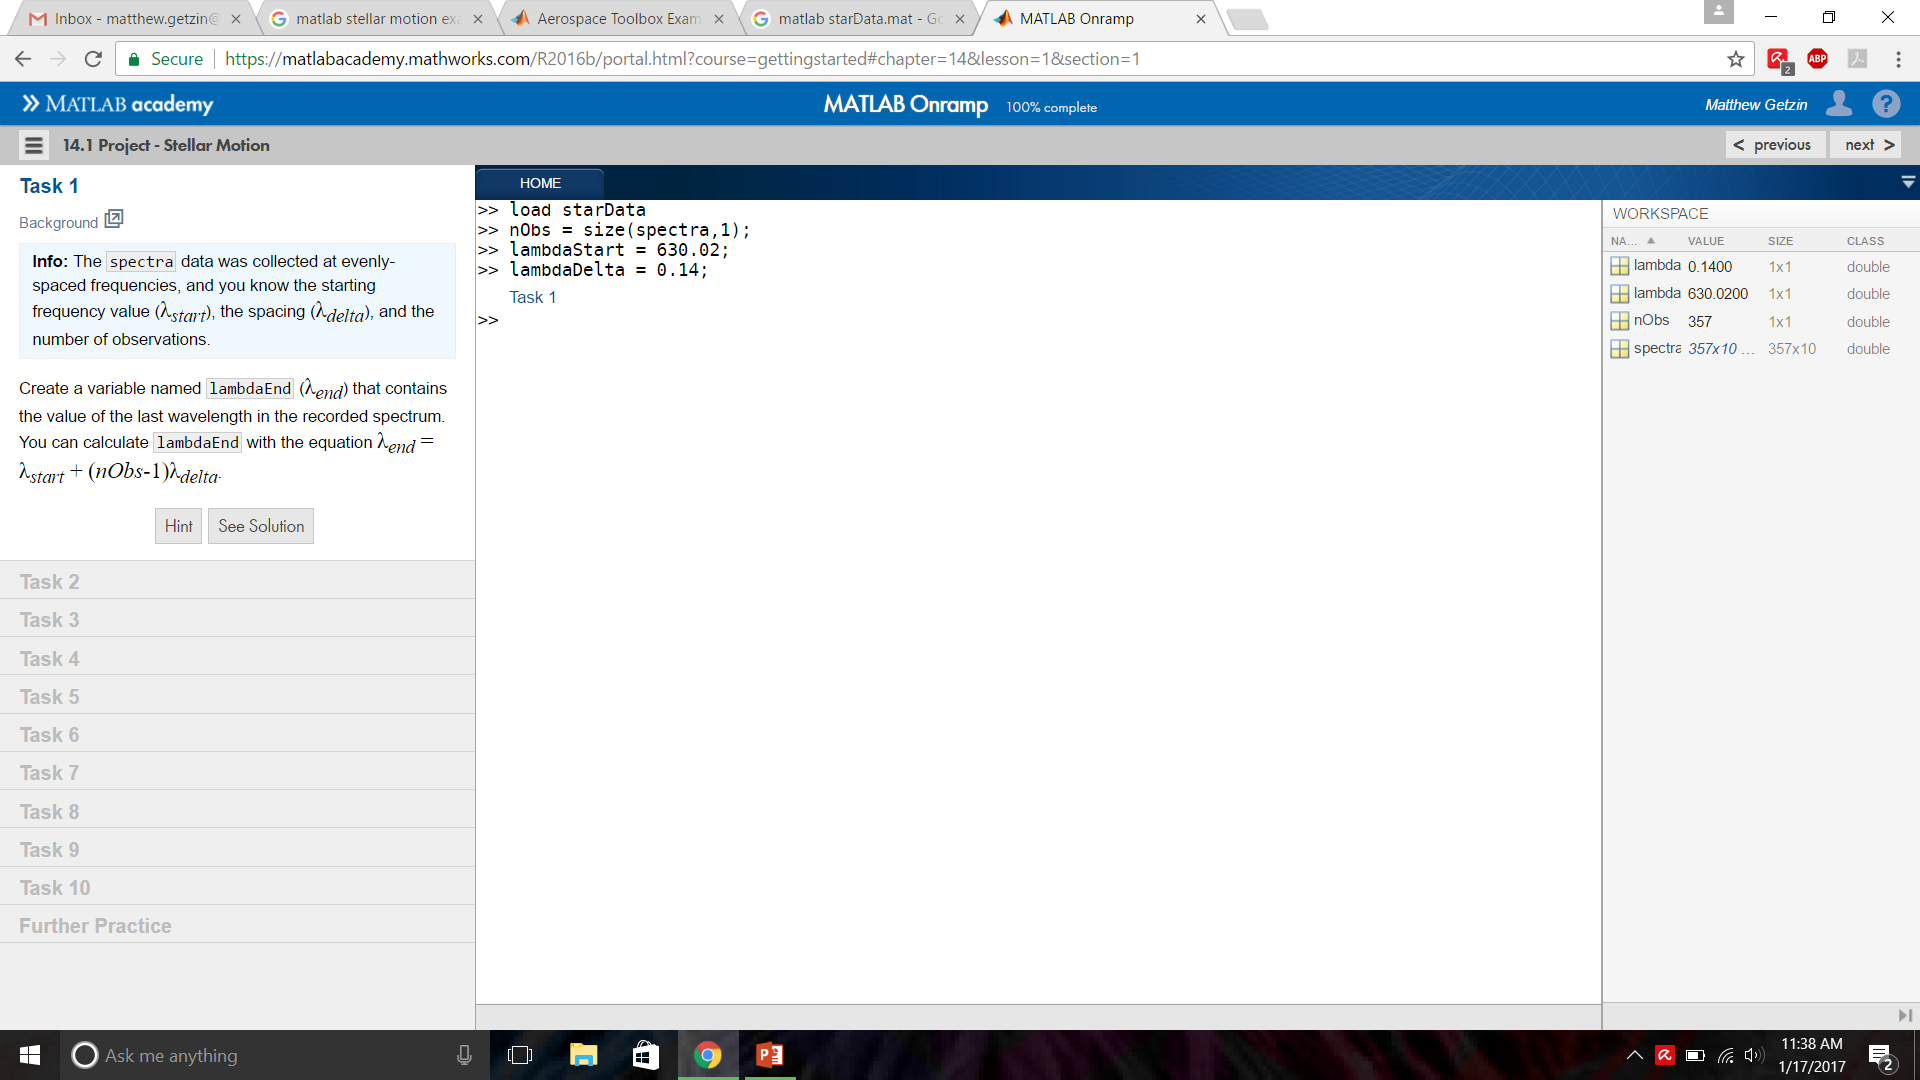 Inbox - matthew.getzin@
matlab stellar motion ex
Aerospace Toolbox Exam
matlab starData.mat - Go
MATLAB Onramp
Secure
https://matlabacademy.mathworks.com/R2016b/portal.html?course=gettingstarted#chapter=14&lesson=1&section=1
2
ABP
MATLAB academy
MATLAB Onramp 100% complete
Matthew Getzin
?
14.1 Project - Stellar Motion
< previous
next >
Task 1
Background
Info: The spectra data was collected at evenly-
spaced frequencies, and you know the starting
frequency value (λstart), the spacing (λdelta), and the
number of observations.
Create a variable named lambdaEnd (λend) that contains
the value of the last wavelength in the recorded spectrum.
You can calculate lambdaEnd with the equation λend =
λstart + (nObs-1)λdelta.
Hint
See Solution
Task 2
Task 3
Task 4
Task 5
Task 6
Task 7
Task 8
Task 9
Task 10
Further Practice
HOME
>> load starData
>> nObs = size(spectra,1);
>> lambdaStart = 630.02;
>> lambdaDelta = 0.14;
Task 1
>>
WORKSPACE
NA... VALUE SIZE CLASS
lambda 0.1400 1x1 double
lambda 630.0200 1x1 double
nObs 357 1x1 double
spectra 357x10 ... 357x10 double
Ask me anything
11:38 AM
1/17/2017
2